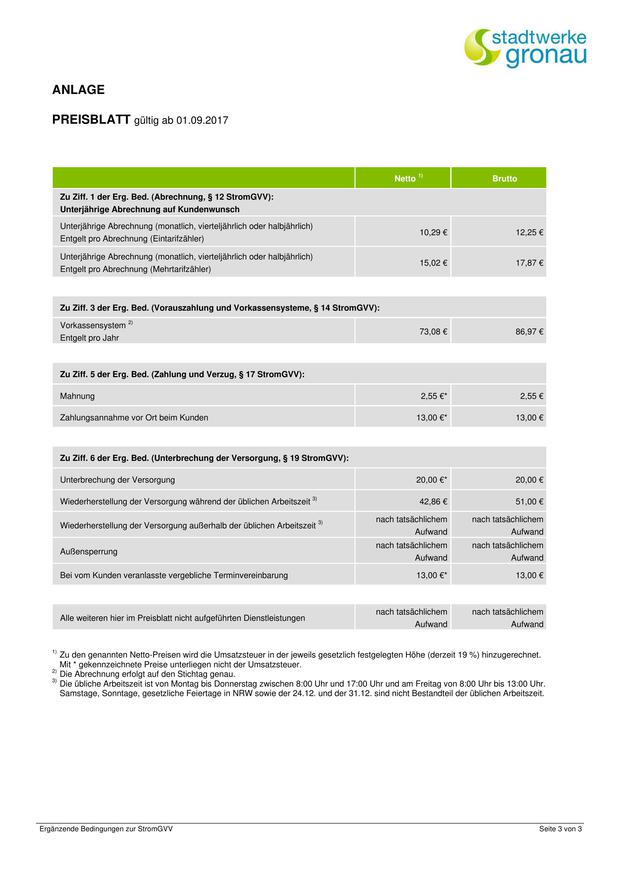 stadtwerke
gronau
ANLAGE
PREISBLATT gültig ab 01.09.2017
Netto 1) Brutto
Zu Ziff. 1 der Erg. Bed. (Abrechnung, § 12 StromGVV):
Unterjährige Abrechnung auf Kundenwunsch
Unterjährige Abrechnung (monatlich, vierteljährlich oder halbjährlich)
Entgelt pro Abrechnung (Eintarifzähler)
10,29 € 12,25 €
Unterjährige Abrechnung (monatlich, vierteljährlich oder halbjährlich)
Entgelt pro Abrechnung (Mehrtarifzähler)
15,02 € 17,87 €
Zu Ziff. 3 der Erg. Bed. (Vorauszahlung und Vorkassensysteme, § 14 StromGVV):
Vorkassensystem 2)
Entgelt pro Jahr
73,08 € 86,97 €
Zu Ziff. 5 der Erg. Bed. (Zahlung und Verzug, § 17 StromGVV):
Mahnung 2,55 €* 2,55 €
Zahlungsannahme vor Ort beim Kunden 13,00 €* 13,00 €
Zu Ziff. 6 der Erg. Bed. (Unterbrechung der Versorgung, § 19 StromGVV):
Unterbrechung der Versorgung 20,00 €* 20,00 €
Wiederherstellung der Versorgung während der üblichen Arbeitszeit 3) 42,86 € 51,00 €
Wiederherstellung der Versorgung außerhalb der üblichen Arbeitszeit 3)
nach tatsächlichem nach tatsächlichem
Aufwand Aufwand
Außensperrung
nach tatsächlichem nach tatsächlichem
Aufwand Aufwand
Bei vom Kunden veranlasste vergebliche Terminvereinbarung 13,00 €* 13,00 €
Alle weiteren hier im Preisblatt nicht aufgeführten Dienstleistungen
nach tatsächlichem nach tatsächlichem
Aufwand Aufwand
1) Zu den genannten Netto-Preisen wird die Umsatzsteuer in der jeweils gesetzlich festgelegten Höhe (derzeit 19 %) hinzugerechnet.
Mit * gekennzeichnete Preise unterliegen nicht der Umsatzsteuer.
2) Die Abrechnung erfolgt auf den Stichtag genau.
3) Die übliche Arbeitszeit ist von Montag bis Donnerstag zwischen 8:00 Uhr und 17:00 Uhr und am Freitag von 8:00 Uhr bis 13:00 Uhr.
Samstage, Sonntage, gesetzliche Feiertage in NRW sowie der 24.12. und der 31.12. sind nicht Bestandteil der üblichen Arbeitszeit.
Ergänzende Bedingungen zur StromGVV Seite 3 von 3